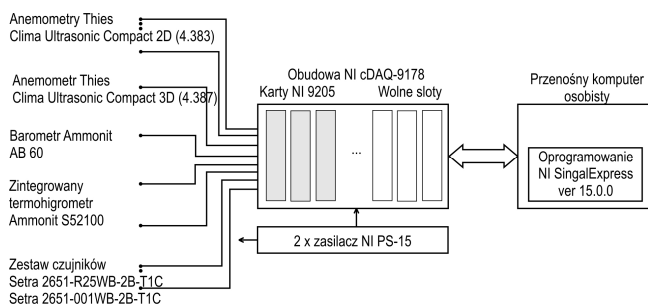 Anemometry Thies
Clima Ultrasonic Compact 2D (4.383)
Anemometr Thies
Clima Ultrasonic Compact 3D (4.387)
Barometr Ammonit
AB 60
Zintegrowany
termohigrometr
Ammonit S52100
Zestaw czujników
Setra 2651-R25WB-2B-T1C
Setra 2651-001WB-2B-T1C
Obudowa NI cDAQ-9178
Karty NI 9205
Wolne sloty
...
2 x zasilacz NI PS-15
Przenośny komputer
osobisty
Oprogramowanie
NI SingalExpress
ver 15.0.0